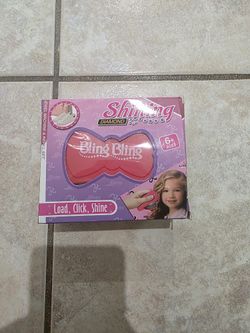 Shining
DIAMOND
6+
Bling Bling
Load, Click, Shine